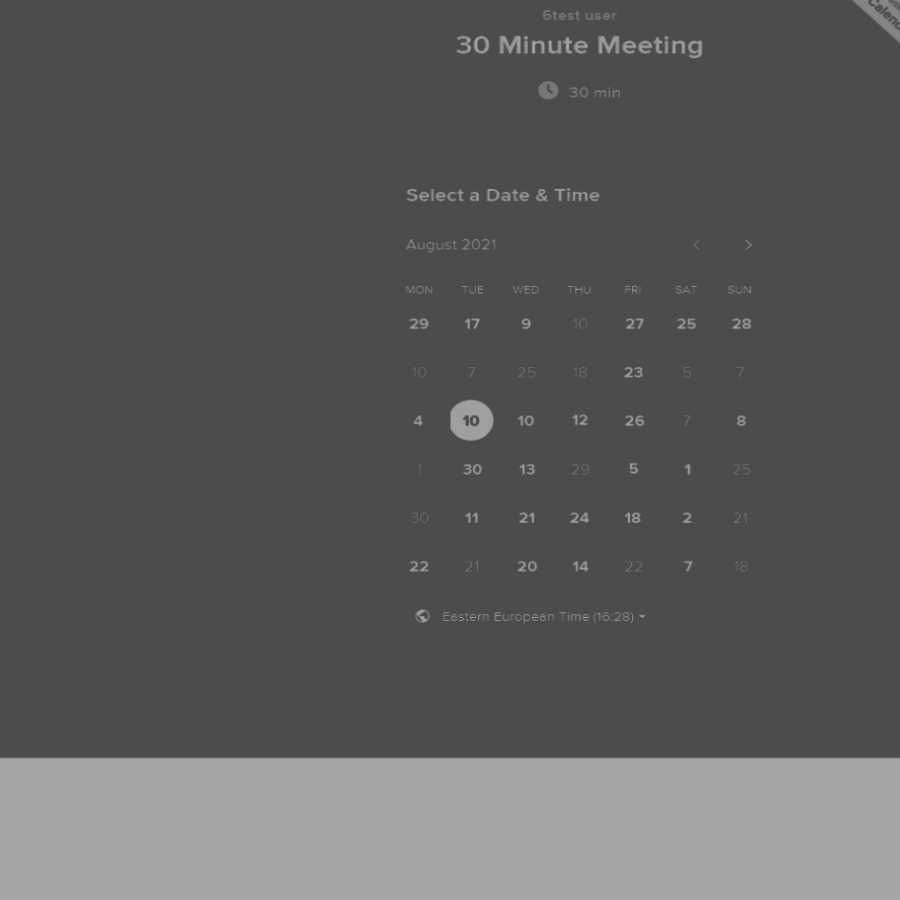 6test user
30 Minute Meeting
30 min
Select a Date & Time
August 2021
MON TUE WED THU FRI SAT SUN
29 17 9 10 27 25 28
10 7 25 18 23 5 7
4 10 10 12 26 7 8
1 30 13 29 5 1 25
30 11 21 24 18 2 21
22 21 20 14 22 7 18
Eastern European Time (16:28)